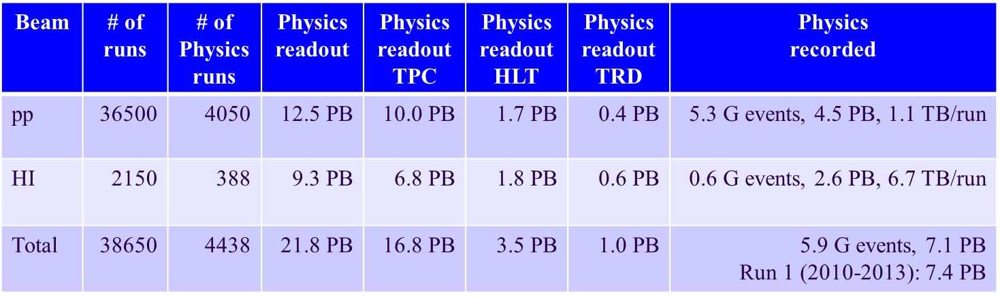 Beam # of runs # of Physics runs Physics readout Physics readout TPC Physics readout HLT Physics readout TRD Physics recorded
pp 36500 4050 12.5 PB 10.0 PB 1.7 PB 0.4 PB 5.3 G events, 4.5 PB, 1.1 TB/run
HI 2150 388 9.3 PB 6.8 PB 1.8 PB 0.6 PB 0.6 G events, 2.6 PB, 6.7 TB/run
Total 38650 4438 21.8 PB 16.8 PB 3.5 PB 1.0 PB 5.9 G events, 7.1 PB
Run 1 (2010-2013): 7.4 PB